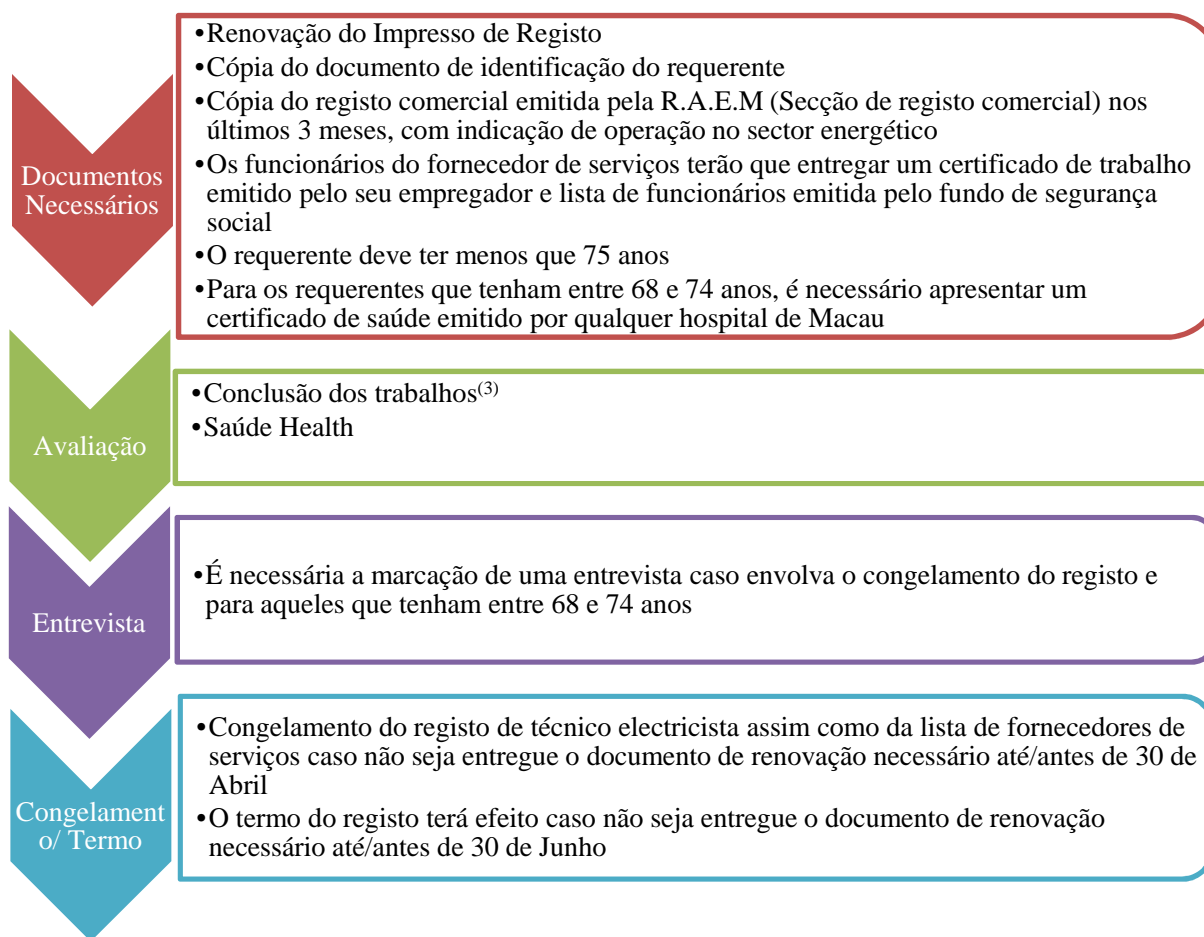 Documentos
Necessários
•Renovação do Impresso de Registo
•Cópia do documento de identificação do requerente
•Cópia do registo comercial emitida pela R.A.E.M (Secção de registo comercial) nos
últimos 3 meses, com indicação de operação no sector energético
•Os funcionários do fornecedor de serviços terão que entregar um certificado de trabalho
emitido pelo seu empregador e lista de funcionários emitida pelo fundo de segurança
social
•O requerente deve ter menos que 75 anos
•Para os requerentes que tenham entre 68 e 74 anos, é necessário apresentar um
certificado de saúde emitido por qualquer hospital de Macau
Avaliação
•Conclusão dos trabalhos(3)
•Saúde Health
Entrevista
•É necessária a marcação de uma entrevista caso envolva o congelamento do registo e
para aqueles que tenham entre 68 e 74 anos
Congelament
o/ Termo
•Congelamento do registo de técnico electricista assim como da lista de fornecedores de
serviços caso não seja entregue o documento de renovação necessário até/antes de 30 de
Abril
•O termo do registo terá efeito caso não seja entregue o documento de renovação
necessário até/antes de 30 de Junho